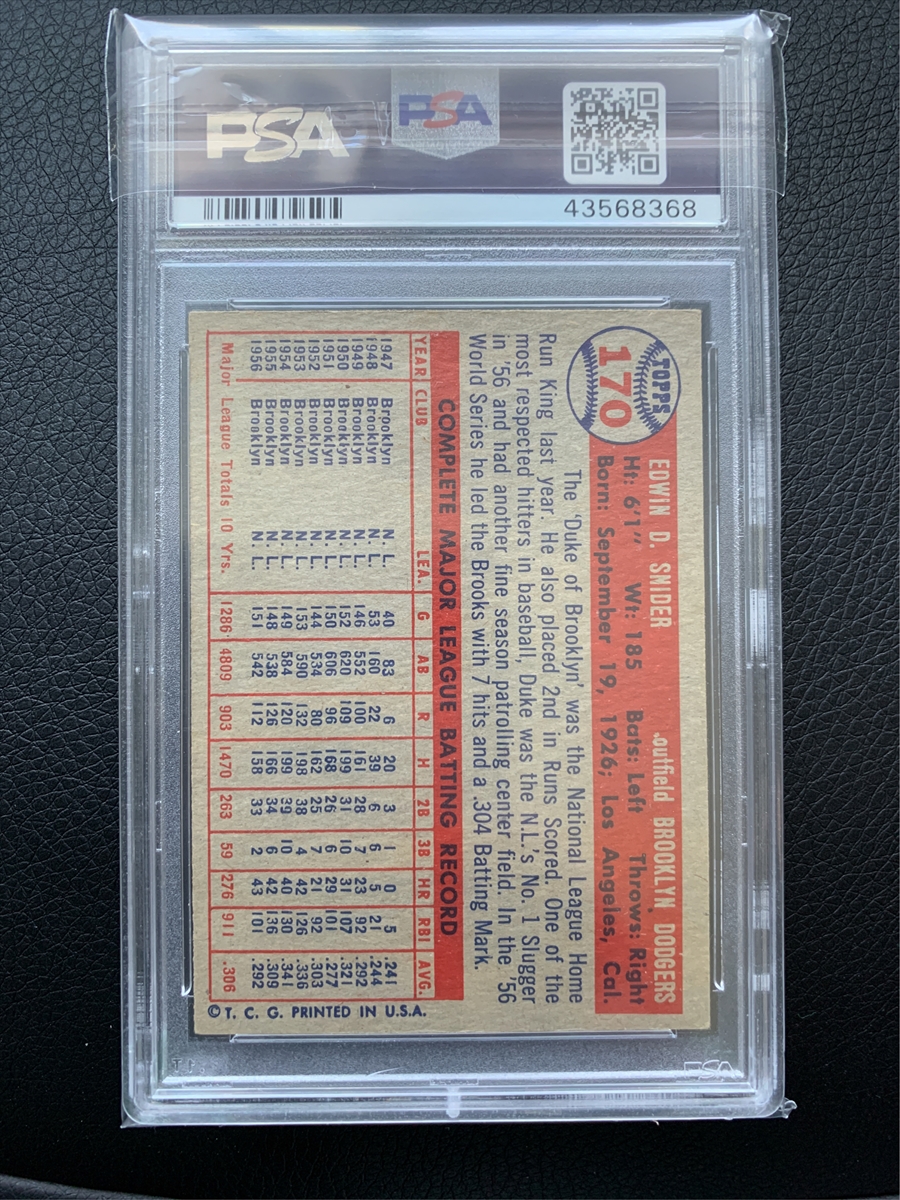 PSA
PSA
43568368
TOPPS
170
EDWIN D. SNIDER outfield BROOKLYN DODGERS
Ht: 6'1" Wt: 185 Bats: Left Throws: Right
Born: September 19, 1926; Los Angeles, Cal.
The 'Duke of Brooklyn' was the National League Home
Run King last year. He also placed 2nd in Runs Scored. One of the
most respected hitters in baseball, Duke was the N.L.'s No. 1 Slugger
in '56 and had another fine season patrolling center field. In the '56
World Series he led the Brooks with 7 hits and a .304 Batting Mark.
COMPLETE MAJOR LEAGUE BATTING RECORD
YEAR CLUB LEA. G AB R H 2B 3B HR RBI AVG.
1947 Brooklyn N. L. 40 83 6 20 3 1 0 5 .241
1948 Brooklyn N. L. 53 160 22 39 6 6 5 21 .244
1949 Brooklyn N. L. 146 552 100 161 28 7 23 92 .292
1950 Brooklyn N. L. 152 620 109 199 31 10 31 107 .321
1951 Brooklyn N. L. 150 606 96 168 26 6 29 101 .277
1952 Brooklyn N. L. 144 534 80 162 25 7 21 92 .303
1953 Brooklyn N. L. 153 590 132 198 38 4 42 126 .336
1954 Brooklyn N. L. 149 584 120 199 39 10 40 130 .341
1955 Brooklyn N. L. 148 538 126 166 34 6 42 136 .309
1956 Brooklyn N. L. 151 542 112 158 33 2 43 101 .292
Major League Totals 10 Yrs. 1286 4809 903 1470 263 59 276 911 .306
© T. C. G. PRINTED IN U.S.A.
PSA